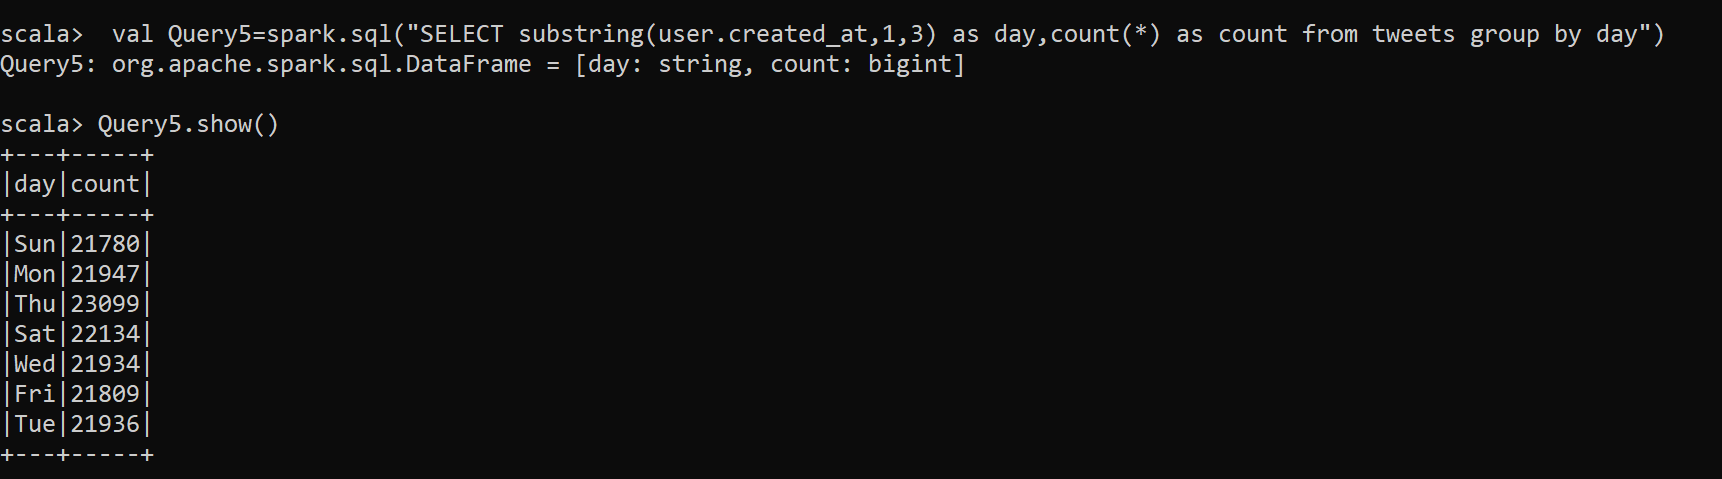 scala>  val Query5=spark.sql("SELECT substring(user.created_at,1,3) as day,count(*) as count from tweets group by day")
Query5: org.apache.spark.sql.DataFrame = [day: string, count: bigint]
scala> Query5.show()
+---+-----+
|day|count|
+---+-----+
|Sun|21780|
|Mon|21947|
|Thu|23099|
|Sat|22134|
|Wed|21934|
|Fri|21809|
|Tue|21936|
+---+-----+